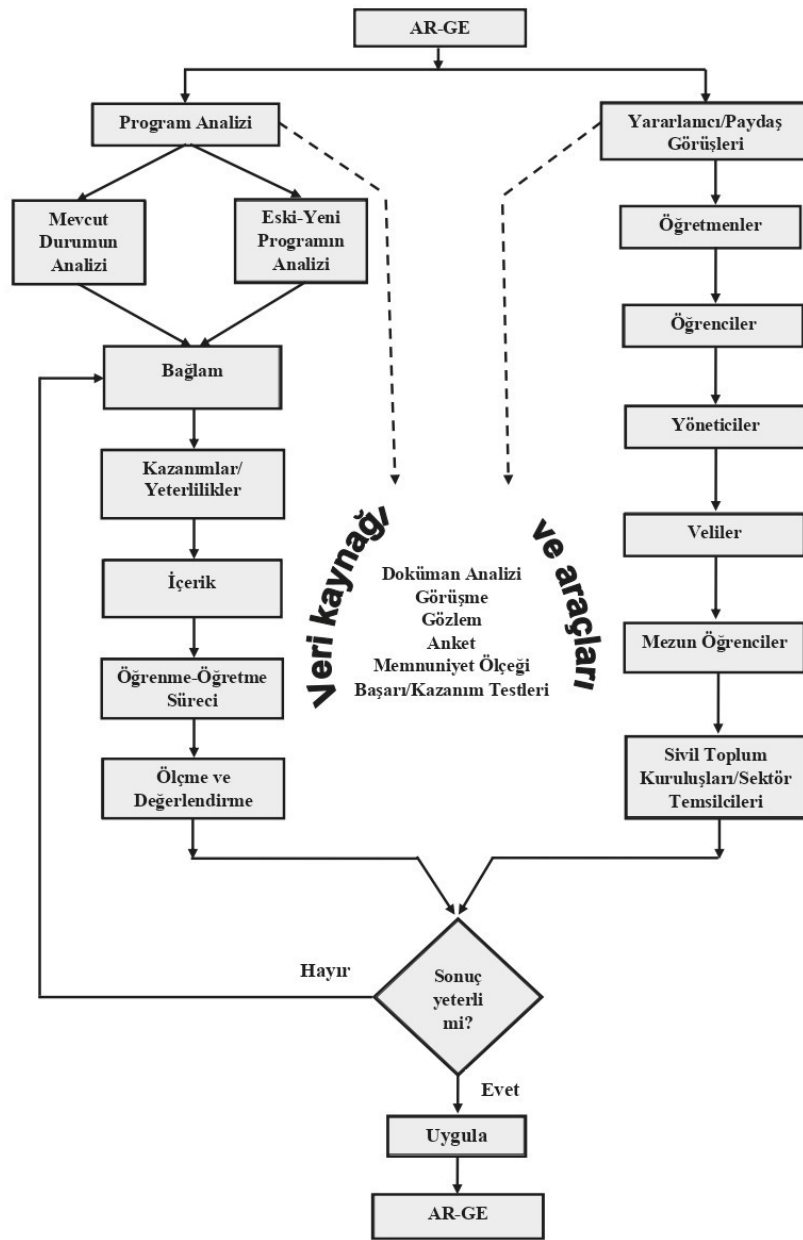 AR-GE
Program Analizi
Yararlanıcı/Paydaş
Görüşleri
Mevcut
Durumun
Analizi
Eski-Yeni
Programın
Analizi
Öğretmenler
Öğrenciler
Bağlam
Yöneticiler
Kazanımlar/
Yeterlilikler
Veliler
İçerik
Veri kaynağı
ve araçları
Doküman Analizi
Görüşme
Gözlem
Anket
Memnuniyet Ölçeği
Başarı/Kazanım Testleri
Mezun Öğrenciler
Öğrenme-Öğretme
Süreci
Sivil Toplum
Kuruluşları/Sektör
Temsilcileri
Ölçme ve
Değerlendirme
Hayır
Sonuç
yeterli
mi?
Evet
Uygula
AR-GE